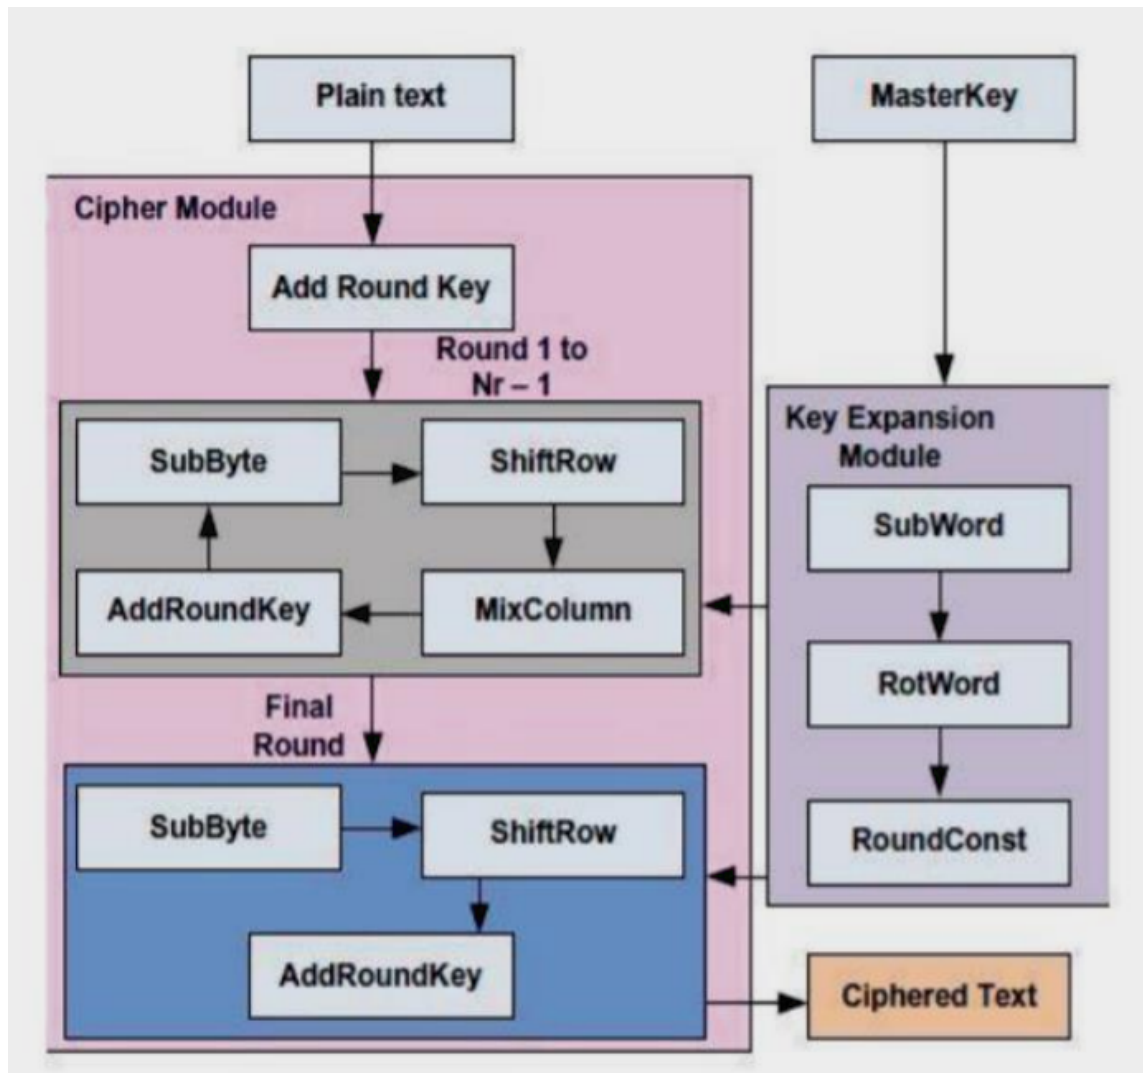 Plain text
MasterKey
Cipher Module
Add Round Key
Round 1 to
Nr – 1
SubByte
ShiftRow
AddRoundKey
MixColumn
Key Expansion
Module
SubWord
RotWord
RoundConst
Final
Round
SubByte
ShiftRow
AddRoundKey
Ciphered Text